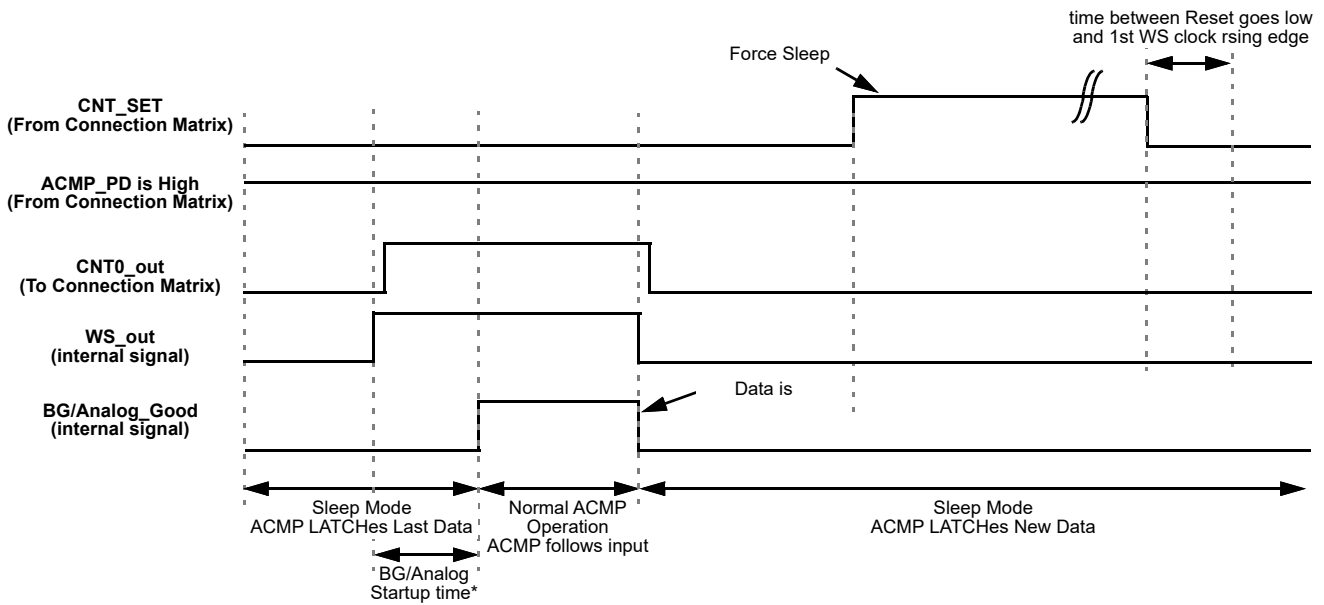 time between Reset goes low
and 1st WS clock rsing edge
Force Sleep
CNT_SET
(From Connection Matrix)
ACMP_PD is High
(From Connection Matrix)
CNT0_out
(To Connection Matrix)
WS_out
(internal signal)
Data is
BG/Analog_Good
(internal signal)
Sleep Mode
ACMP LATCHes Last Data
Normal ACMP
Operation
ACMP follows input
Sleep Mode
ACMP LATCHes New Data
BG/Analog
Startup time*